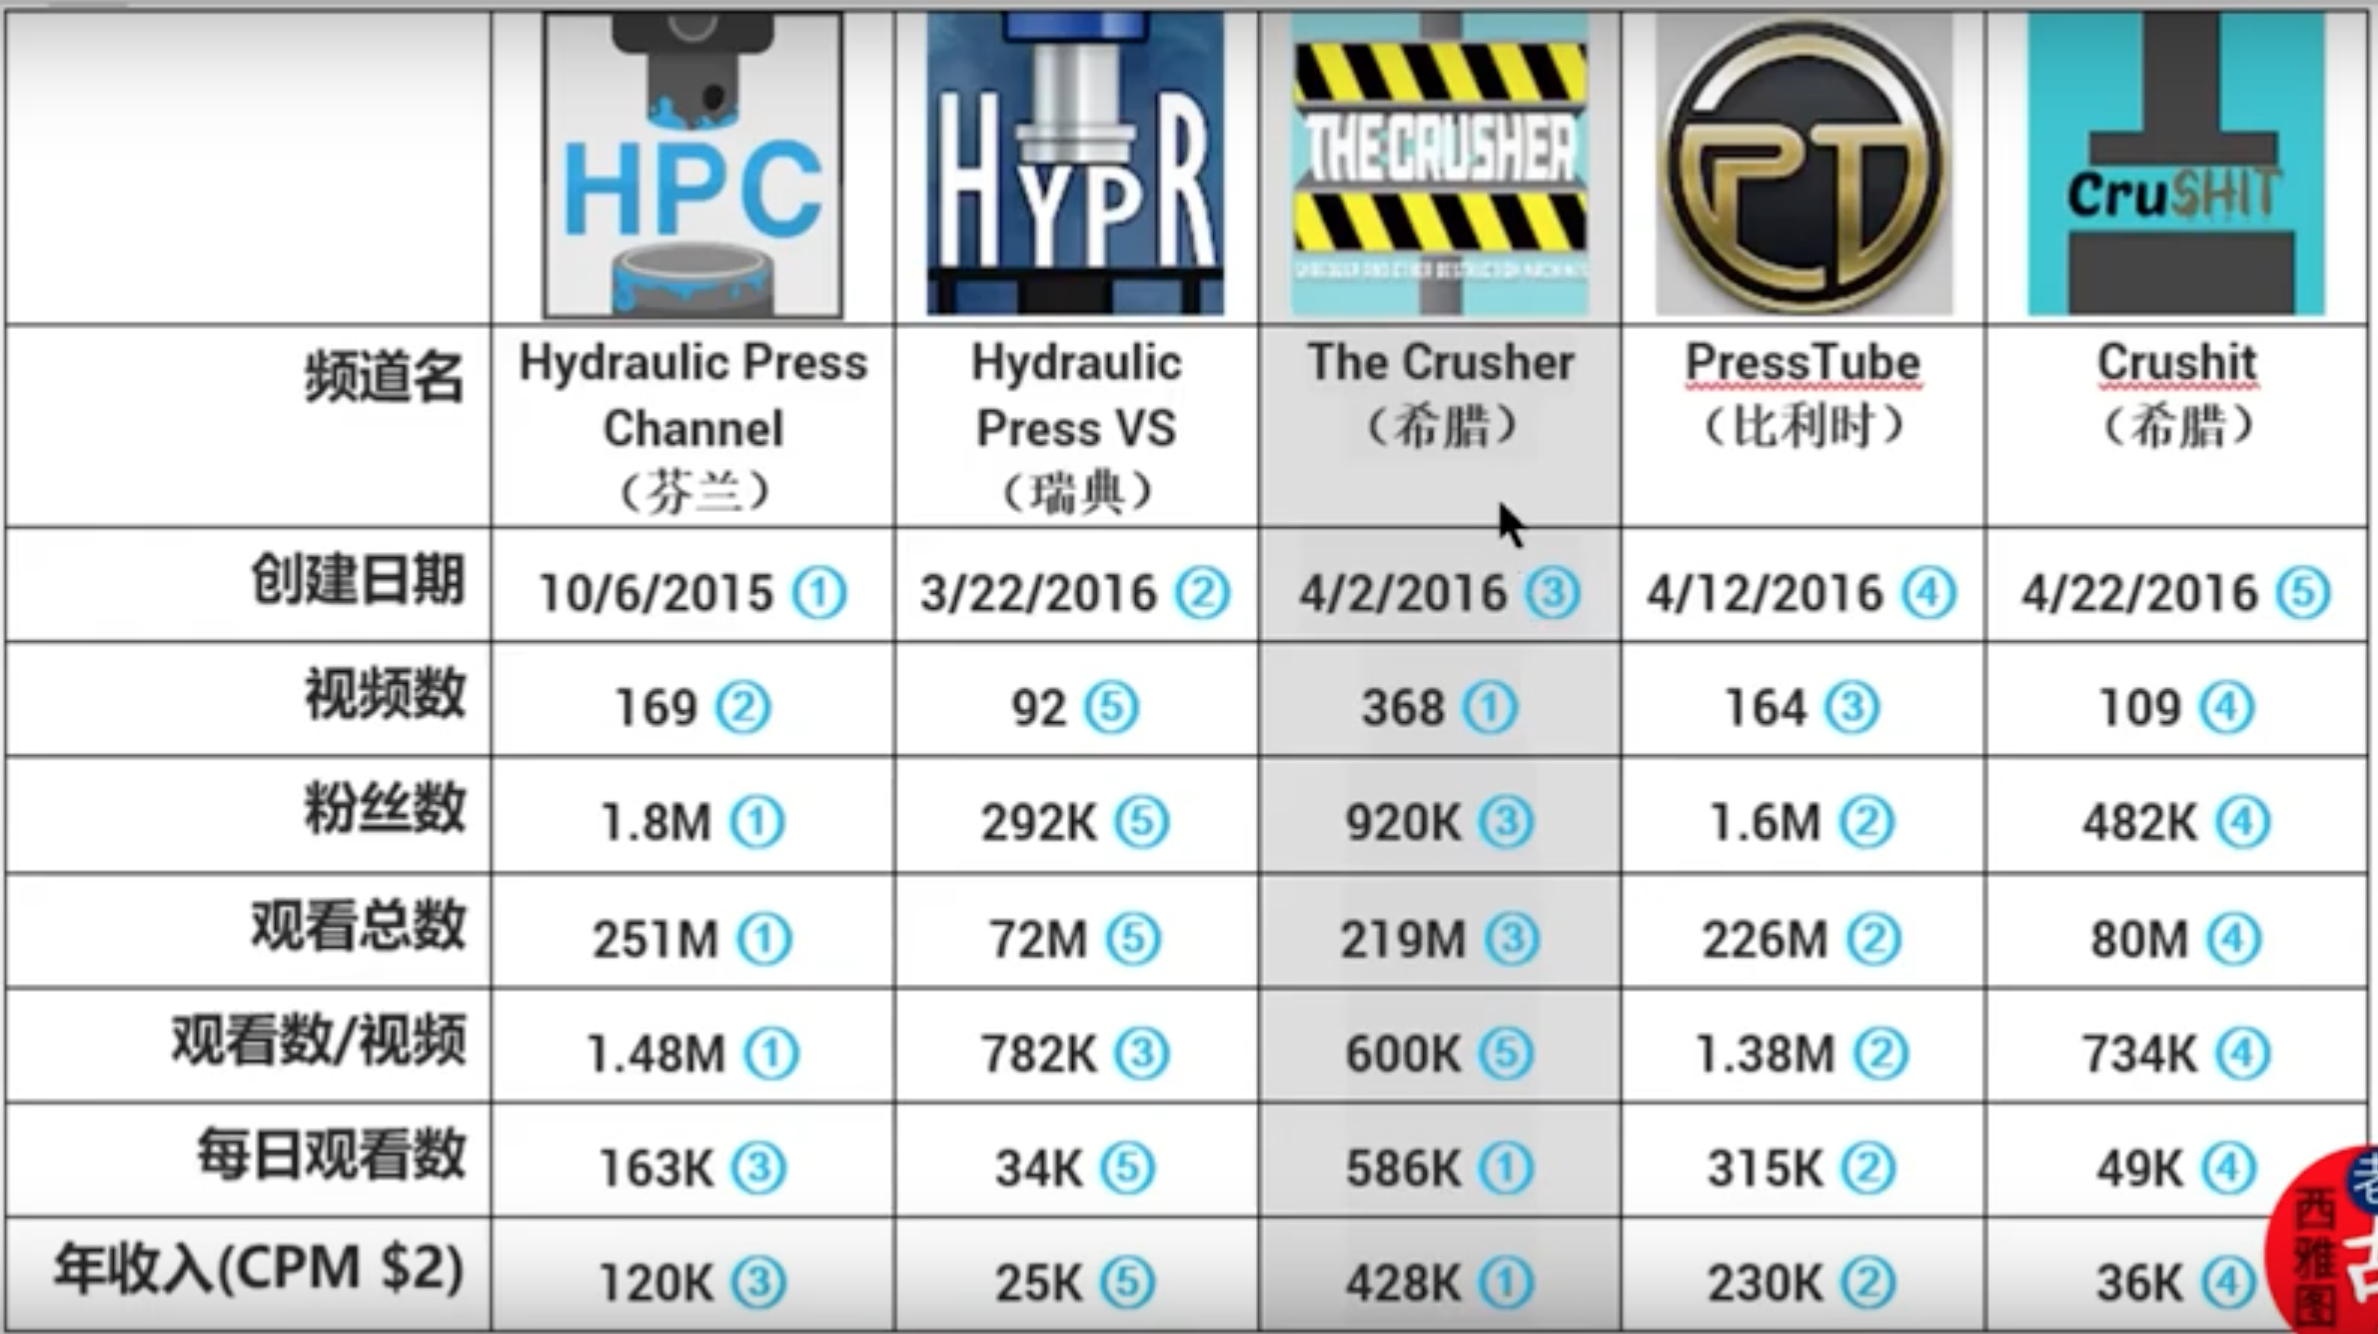 HPC
HYPR
THE CRUSHER
SHREDDER AND OTHER DESTRUCTION MACHINES
PT
CruSHIT
频道名
Hydraulic Press
Channel
（芬兰）
Hydraulic
Press VS
（瑞典）
The Crusher
（希腊）
PressTube
（比利时）
Crushit
（希腊）
创建日期
10/6/2015 ①
3/22/2016 ②
4/2/2016 ③
4/12/2016 ④
4/22/2016 ⑤
视频数
169 ②
92 ⑤
368 ①
164 ③
109 ④
粉丝数
1.8M ①
292K ⑤
920K ③
1.6M ②
482K ④
观看总数
251M ①
72M ⑤
219M ③
226M ②
80M ④
观看数/视频
1.48M ①
782K ③
600K ⑤
1.38M ②
734K ④
每日观看数
163K ③
34K ⑤
586K ①
315K ②
49K ④
年收入(CPM $2)
120K ③
25K ⑤
428K ①
230K ②
36K ④
西雅图